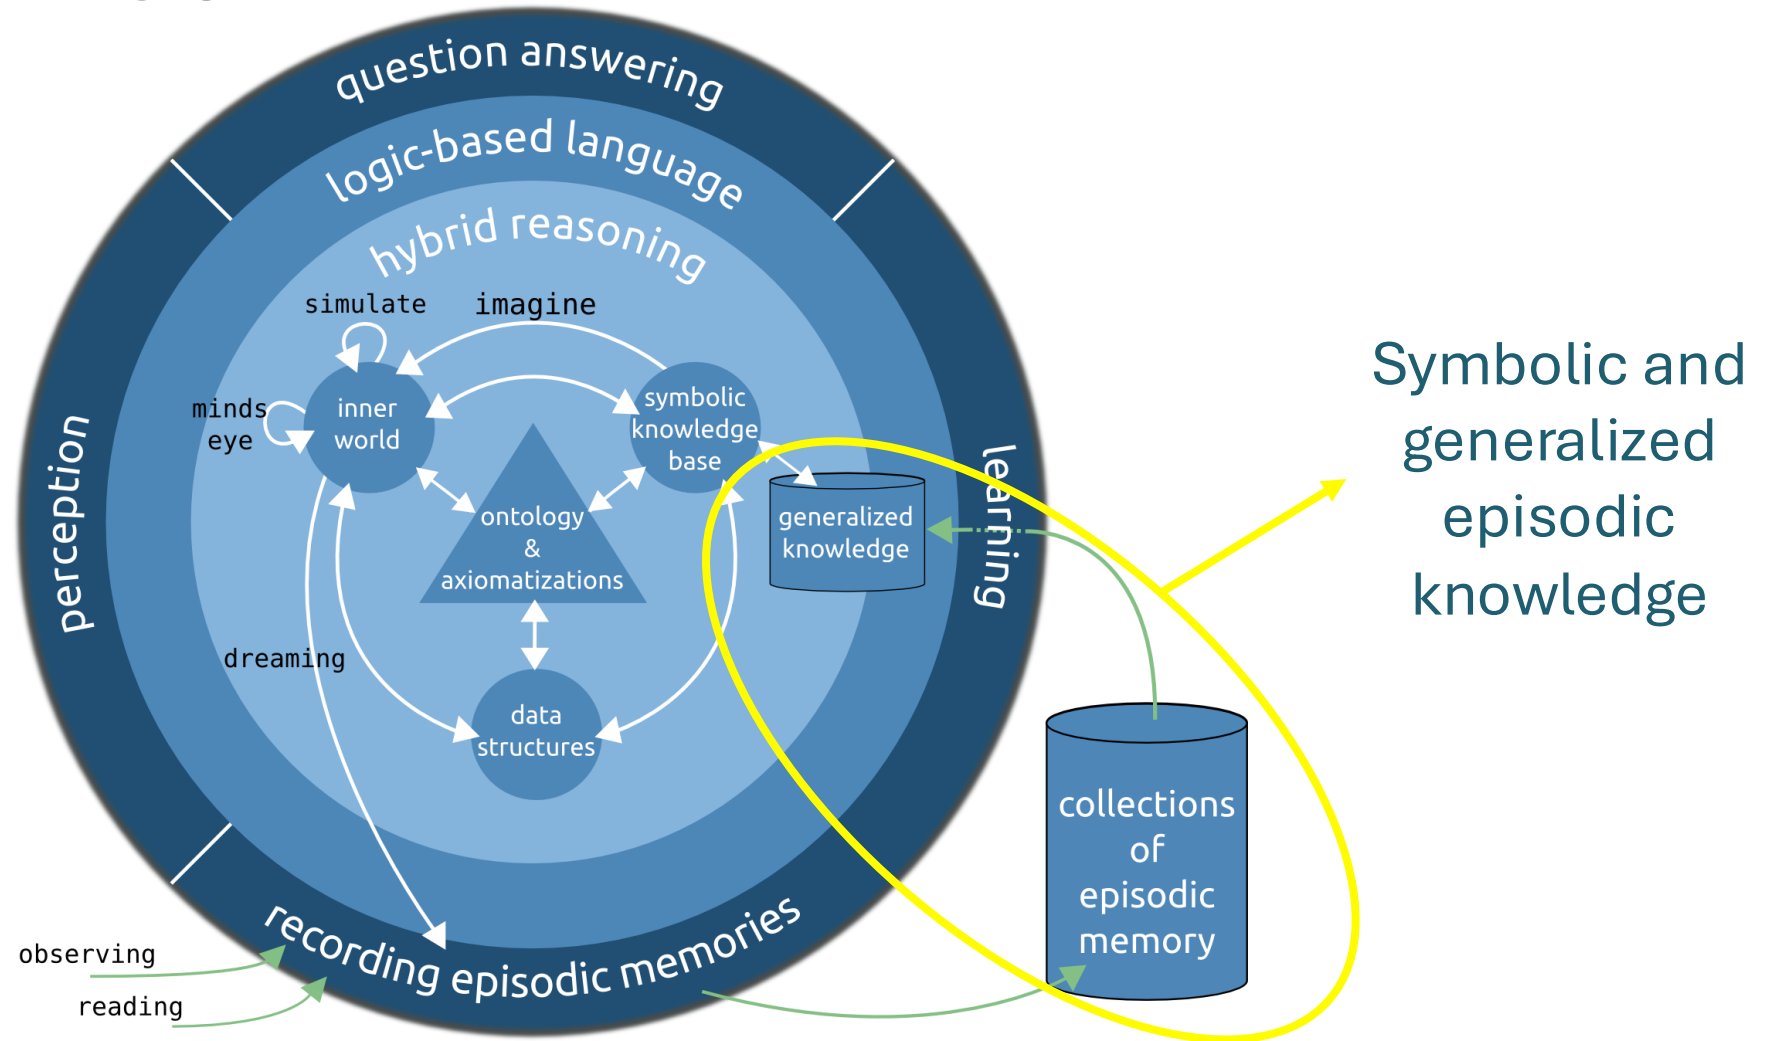 question answering
logic-based language
hybrid reasoning
simulate
imagine
minds
eye
inner
world
symbolic
knowledge
base
perception
learning
ontology
&
axiomatizations
generalized
knowledge
dreaming
data
structures
recording episodic memories
observing
reading
collections
of
episodic
memory
Symbolic and
generalized
episodic
knowledge